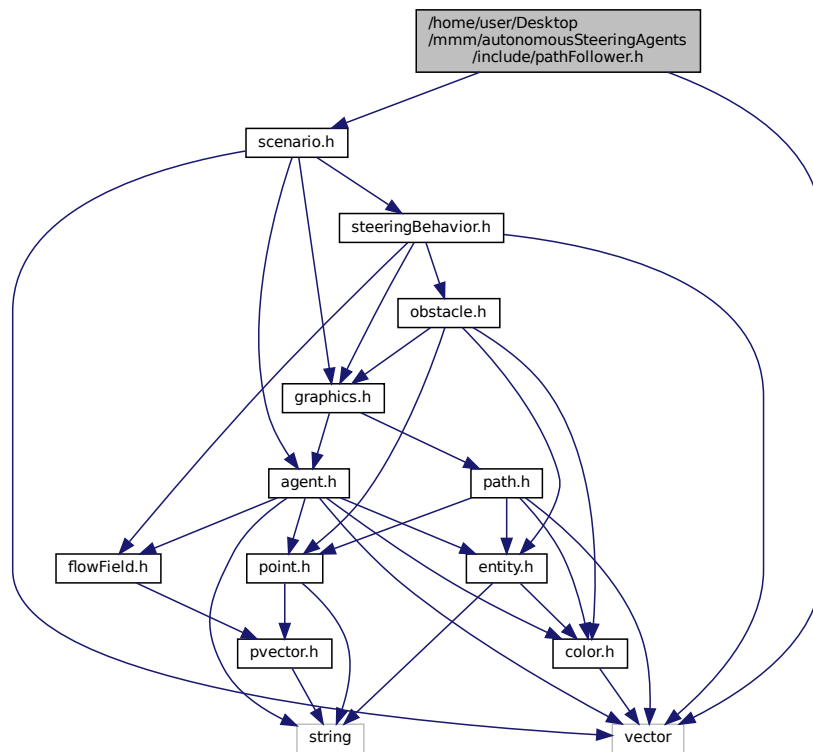 /home/user/Desktop
/mmm/autonomousSteeringAgents
/include/pathFollower.h
scenario.h
steeringBehavior.h
obstacle.h
graphics.h
agent.h
path.h
flowField.h
point.h
entity.h
pvector.h
color.h
string
vector